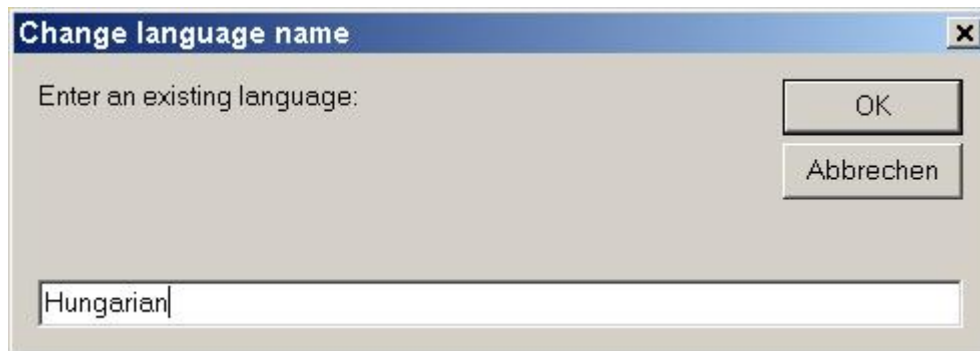 Change language name
Enter an existing language:
OK
Abbrechen
Hungarian